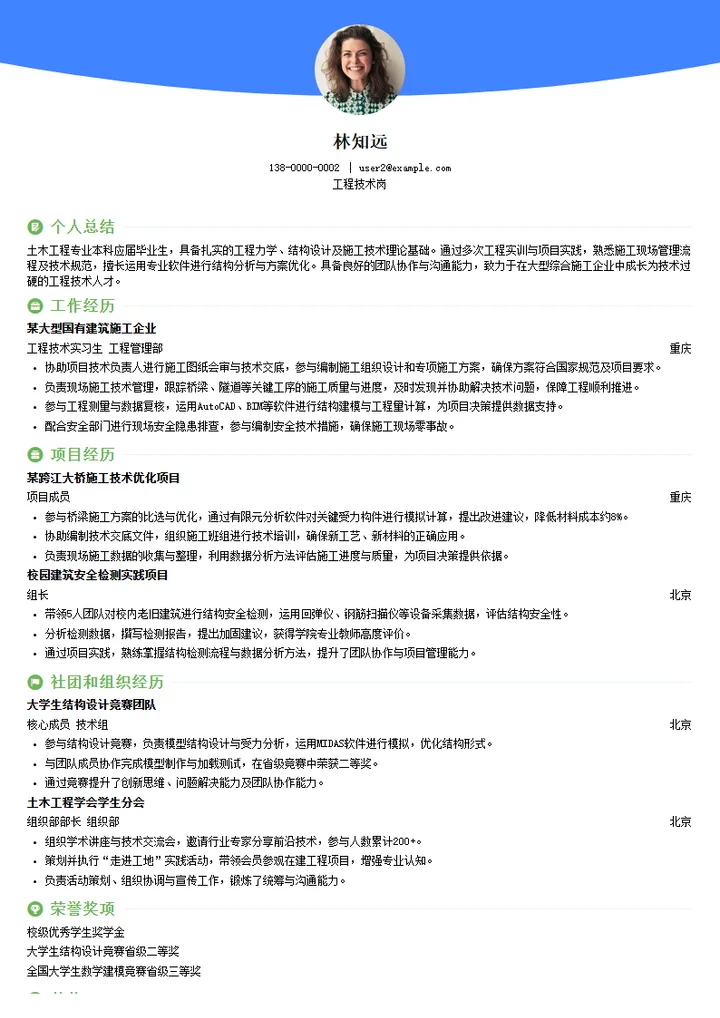 林知远
138-0000-0002 | user2@example.com
工程技术岗
个人总结
土木工程专业本科应届毕业生，具备扎实的工程力学、结构设计及施工技术理论基础。通过多次工程实训与项目实践，熟悉施工现场管理流
程及技术规范，擅长运用专业软件进行结构分析与方案优化。具备良好的团队协作与沟通能力，致力于在大型综合施工企业中成长为技术过
硬的工程技术人才。
工作经历
某大型国有建筑施工企业
工程技术实习生 工程管理部 重庆
• 协助项目技术负责人进行施工图纸会审与技术交底，参与编制施工组织设计和专项施工方案，确保方案符合国家规范及项目要求。
• 负责现场施工技术管理，跟踪桥梁、隧道等关键工序的施工质量与进度，及时发现并协助解决技术问题，保障工程顺利推进。
• 参与工程测量与数据复核，运用AutoCAD、BIM等软件进行结构建模与工程量计算，为项目决策提供数据支持。
• 配合安全部门进行现场安全隐患排查，参与编制安全技术措施，确保施工现场零事故。
项目经历
某跨江大桥施工技术优化项目
项目成员 重庆
• 参与桥梁施工方案的比选与优化，通过有限元分析软件对关键受力构件进行模拟计算，提出改进建议，降低材料成本约8%。
• 协助编制技术交底文件，组织施工班组进行技术培训，确保新工艺、新材料的正确应用。
• 负责现场施工数据的收集与整理，利用数据分析方法评估施工进度与质量，为项目决策提供依据。
校园建筑安全检测实践项目
组长 北京
• 带领5人团队对校内老旧建筑进行结构安全检测，运用回弹仪、钢筋扫描仪等设备采集数据，评估结构安全性。
• 分析检测数据，撰写检测报告，提出加固建议，获得学院专业教师高度评价。
• 通过项目实践，熟练掌握结构检测流程与数据分析方法，提升了团队协作与项目管理能力。
社团和组织经历
大学生结构设计竞赛团队
核心成员 技术组 北京
• 参与结构设计竞赛，负责模型结构设计与受力分析，运用MIDAS软件进行模拟，优化结构形式。
• 与团队成员协作完成模型制作与加载测试，在省级竞赛中荣获二等奖。
• 通过竞赛提升了创新思维、问题解决能力及团队协作能力。
土木工程学会学生分会
组织部部长 组织部 北京
• 组织学术讲座与技术交流会，邀请行业专家分享前沿技术，参与人数累计200+。
• 策划并执行“走进工地”实践活动，带领会员参观在建工程项目，增强专业认知。
• 负责活动策划、组织协调与宣传工作，锻炼了统筹与沟通能力。
荣誉奖项
校级优秀学生奖学金
大学生结构设计竞赛省级二等奖
全国大学生数学建模竞赛省级三等奖